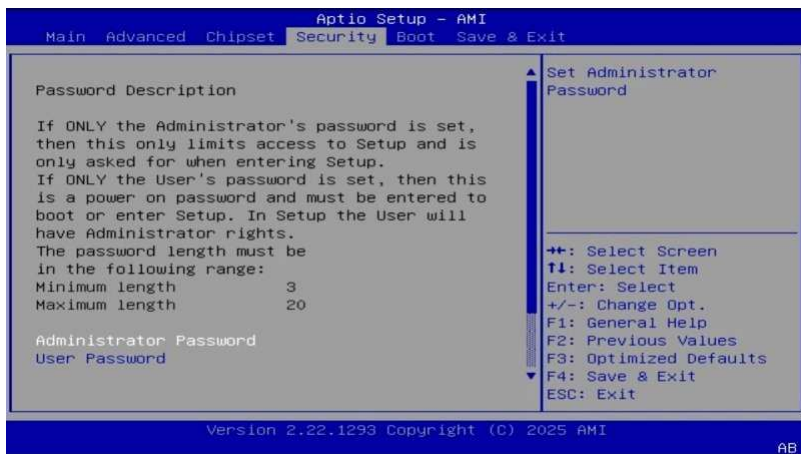 Aptio Setup – AMI
Main Advanced Chipset Security Boot Save & Exit
Password Description
If ONLY the Administrator's password is set,
then this only limits access to Setup and is
only asked for when entering Setup.
If ONLY the User's password is set, then this
is a power on password and must be entered to
boot or enter Setup. In Setup the User will
have Administrator rights.
The password length must be
in the following range:
Minimum length 3
Maximum length 20
Administrator Password
User Password
Set Administrator
Password
→←: Select Screen
↑↓: Select Item
Enter: Select
+/-: Change Opt.
F1: General Help
F2: Previous Values
F3: Optimized Defaults
F4: Save & Exit
ESC: Exit
Version 2.22.1293 Copyright (C) 2025 AMI
AB